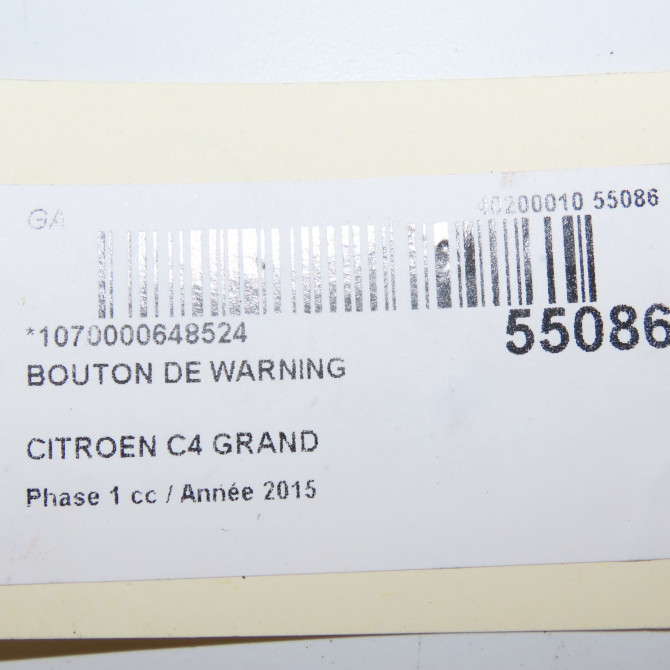 GA
40200010 55086
*1070000648524
55086
BOUTON DE WARNING
CITROEN C4 GRAND
Phase 1 cc / Année 2015